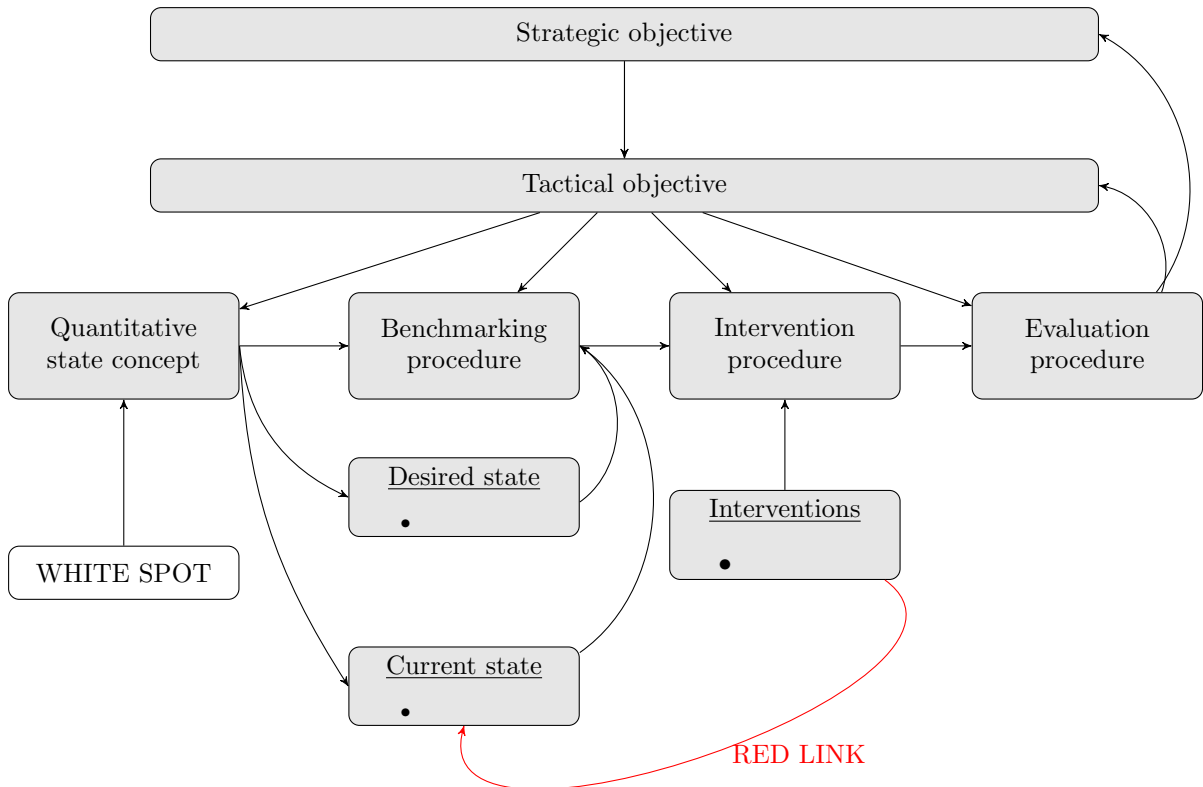 Strategic objective
Tactical objective
Quantitative
state concept
Benchmarking
procedure
Intervention
procedure
Evaluation
procedure
Desired state
•
Interventions
•
WHITE SPOT
Current state
•
RED LINK